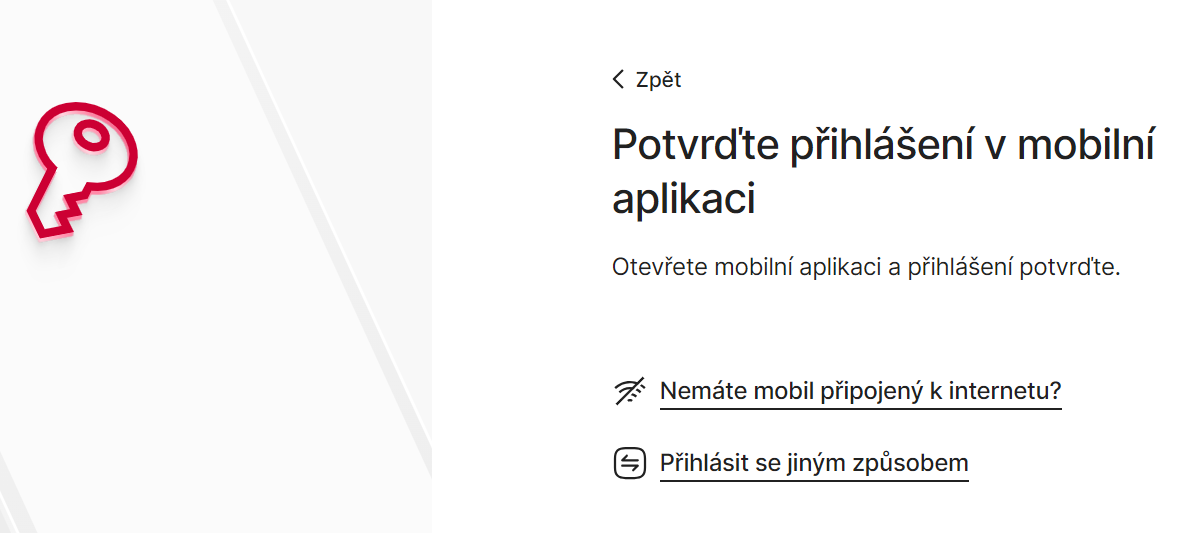 Zpět
Potvrďte přihlášení v mobilní
aplikaci
Otevřete mobilní aplikaci a přihlášení potvrďte.
Nemáte mobil připojený k internetu?
Přihlásit se jiným způsobem